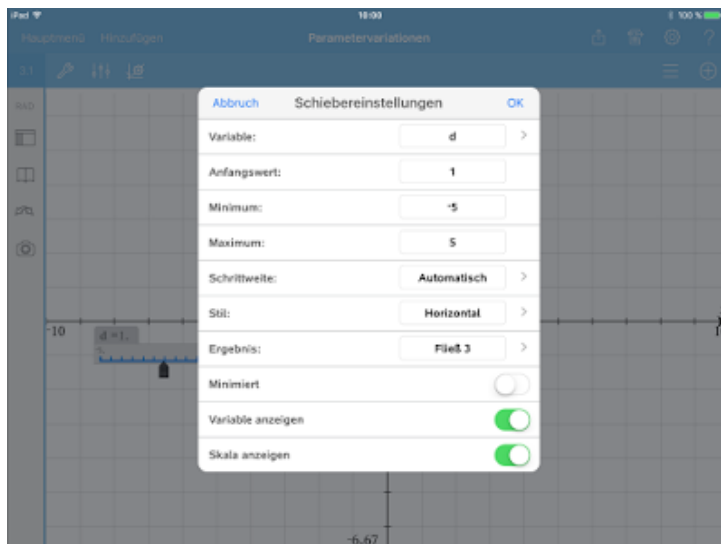 iPad 10:00 100 %
Hauptmenü Hinzufügen Parametervariationen ?
3.1
RAD
Abbruch Schiebereinstellungen OK
Variable: d
Anfangswert: 1
Minimum: -5
Maximum: 5
Schrittweite: Automatisch
Stil: Horizontal
Ergebnis: Fließ 3
Minimiert
Variable anzeigen
Skala anzeigen
-10
d =1.
-6.67